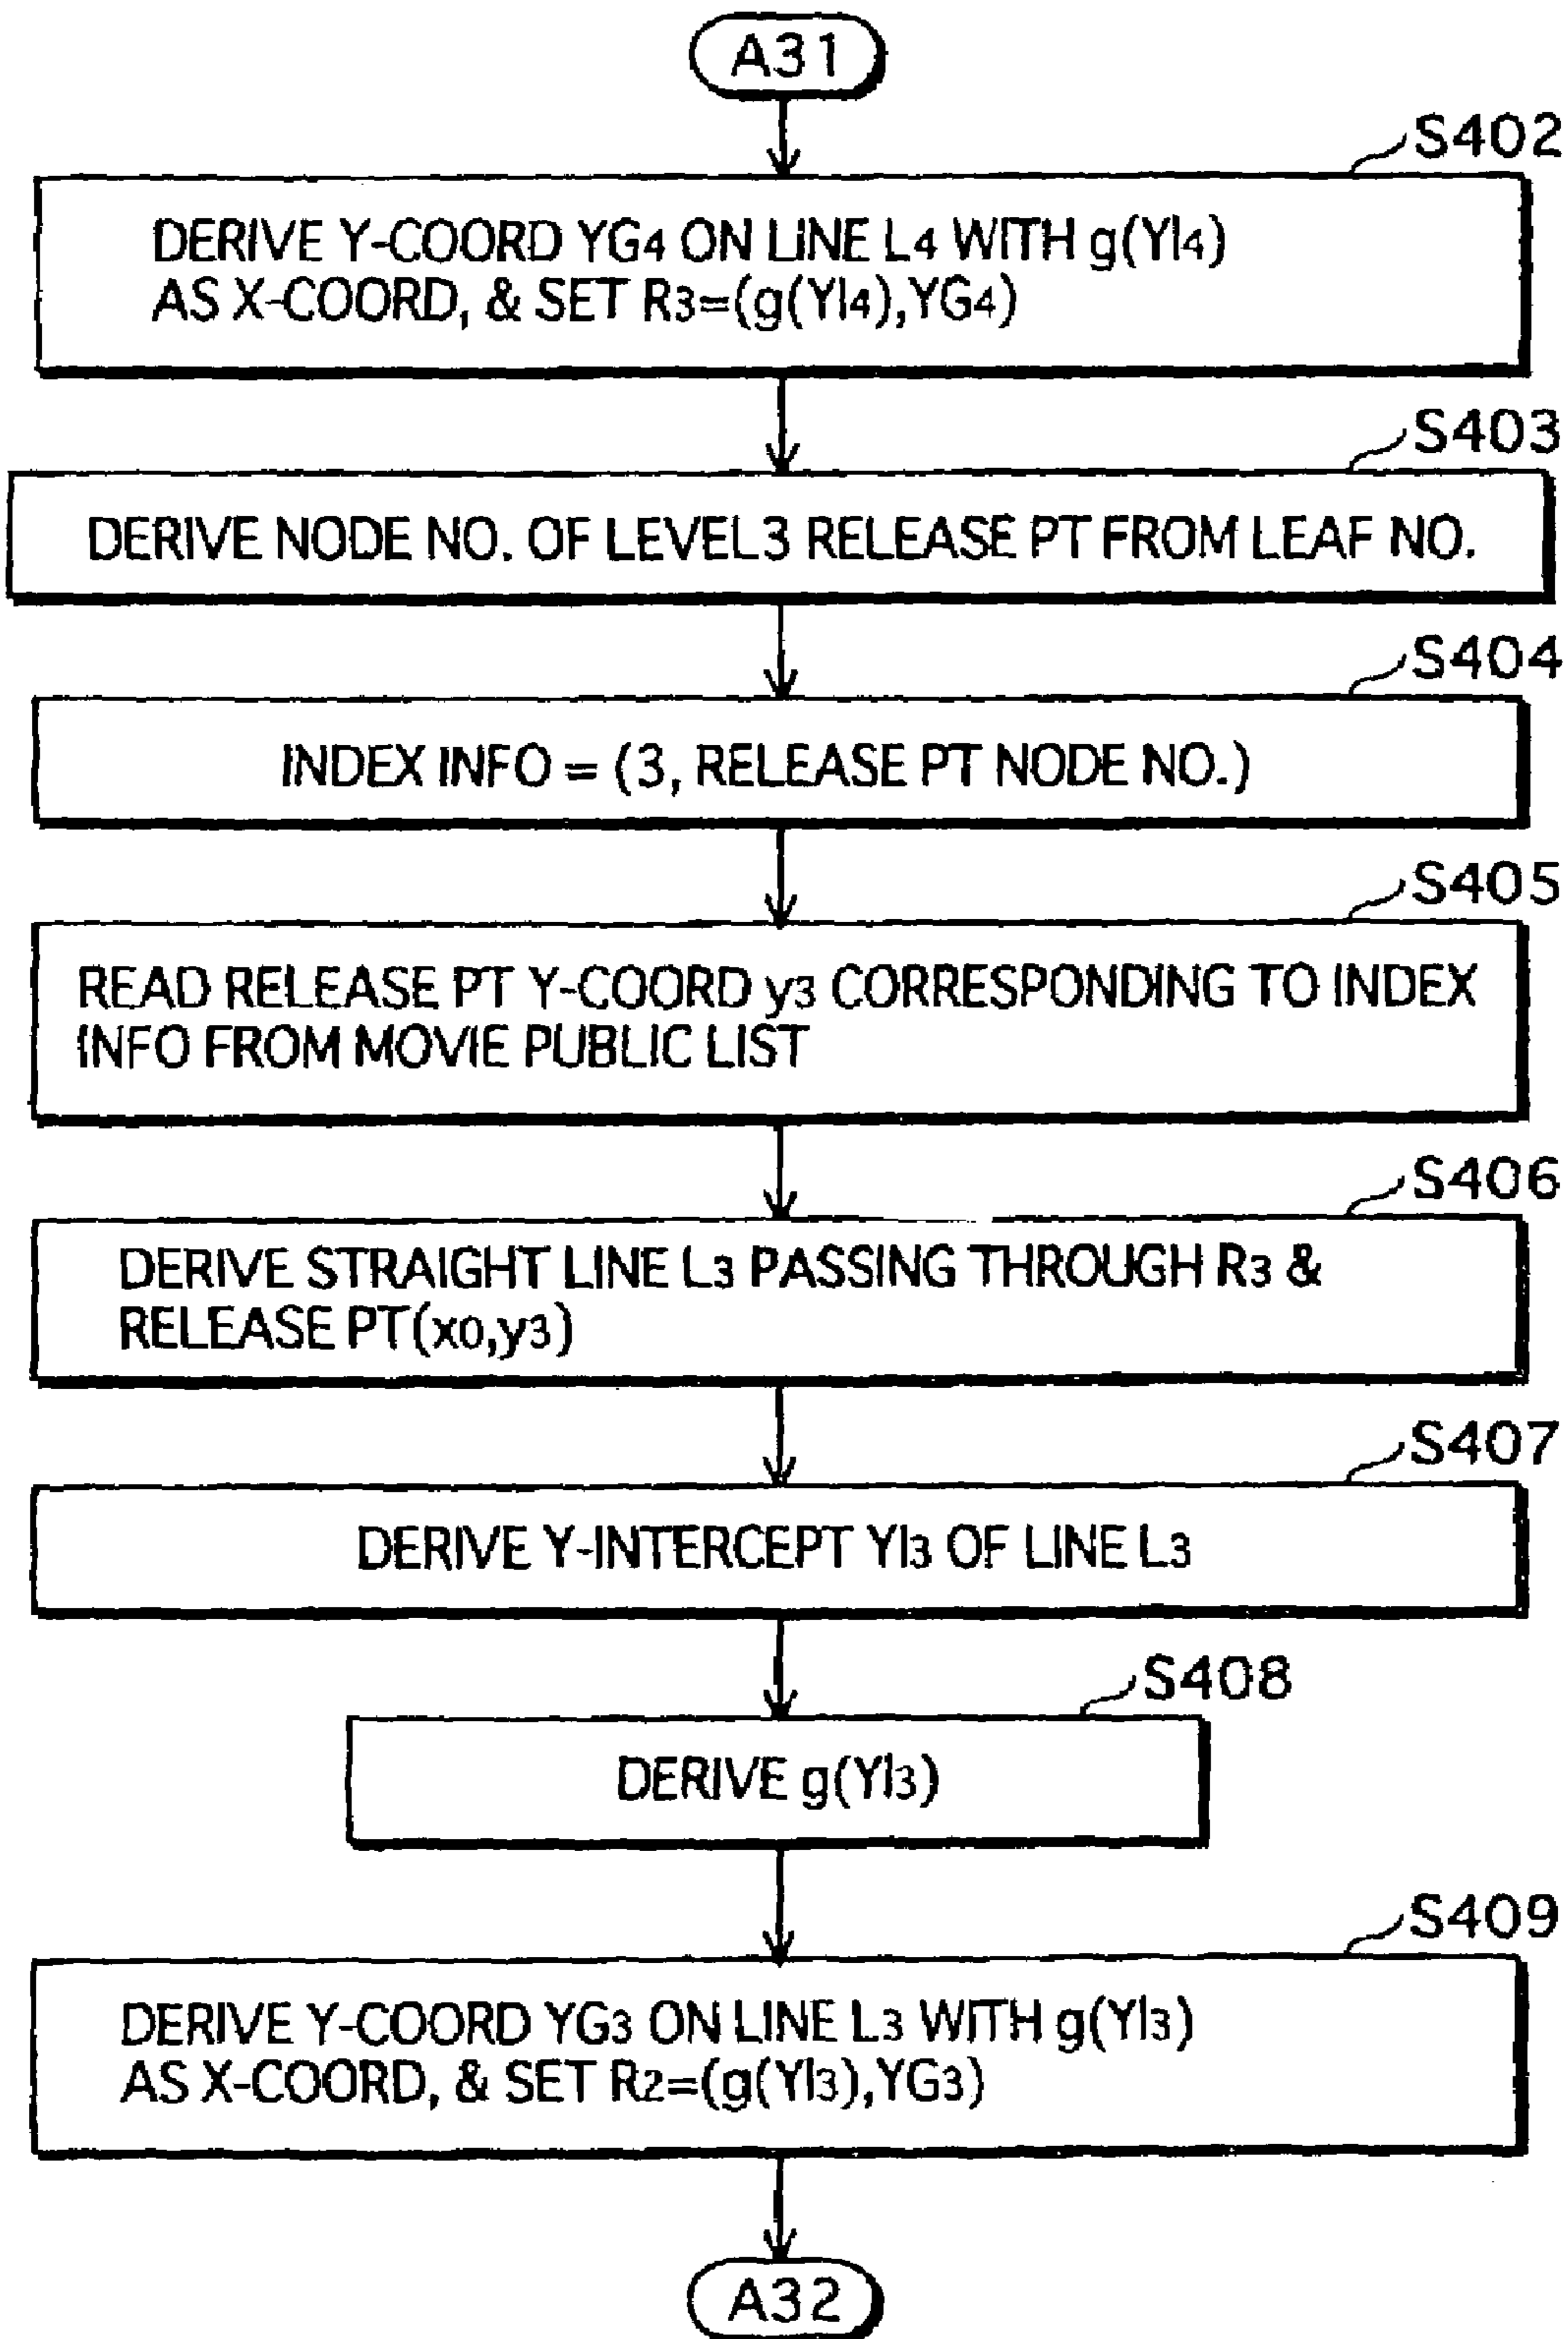 A31
S402
DERIVE Y-COORD YG4 ON LINE L4 WITH g(YI4)
AS X-COORD, & SET R3=(g(YI4),YG4)
S403
DERIVE NODE NO. OF LEVEL3 RELEASE PT FROM LEAF NO.
S404
INDEX INFO = (3, RELEASE PT NODE NO.)
S405
READ RELEASE PT Y-COORD y3 CORRESPONDING TO INDEX
INFO FROM MOVIE PUBLIC LIST
S406
DERIVE STRAIGHT LINE L3 PASSING THROUGH R3 &
RELEASE PT(x0,y3)
S407
DERIVE Y-INTERCEPT YI3 OF LINE L3
S408
DERIVE g(YI3)
S409
DERIVE Y-COORD YG3 ON LINE L3 WITH g(YI3)
AS X-COORD, & SET R2=(g(YI3),YG3)
A32